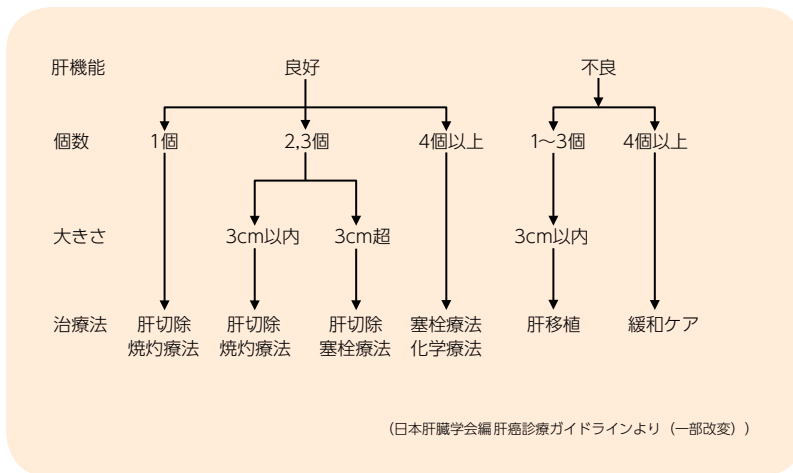 肝機能 良好 不良
個数 1個 2,3個 4個以上 1〜3個 4個以上
大きさ 3cm以内 3cm超 3cm以内
治療法 肝切除 肝切除 肝切除 塞栓療法 肝移植 緩和ケア
焼灼療法 焼灼療法 塞栓療法 化学療法
(日本肝臓学会編 肝癌診療ガイドラインより（一部改変）)